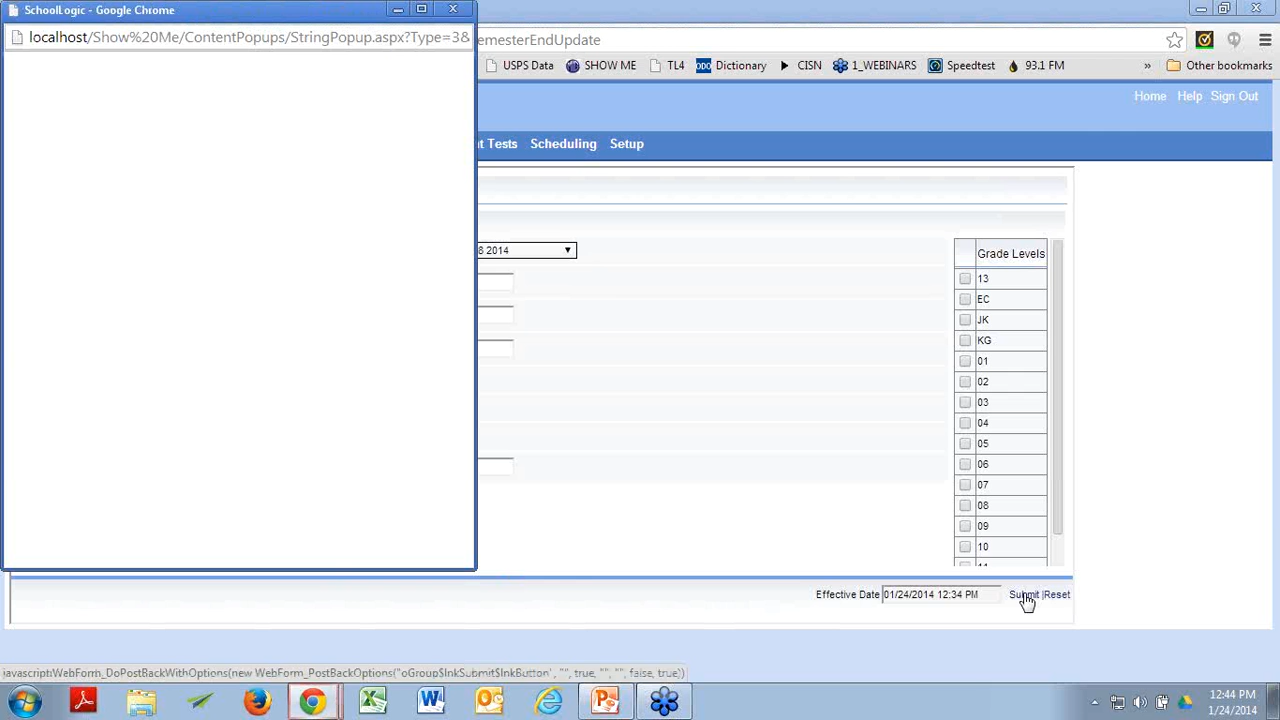 SchoolLogic - Google Chrome
localhost/Show%20Me/ContentPopups/StringPopup.aspx?Type=3&
emesterEndUpdate
USPS Data SHOW ME TL4 ODO Dictionary CISN 1_WEBINARS Speedtest 93.1 FM » Other bookmarks
Home Help Sign Out
t Tests Scheduling Setup
8 2014
Grade Levels
13
EC
JK
KG
01
02
03
04
05
06
07
08
09
10
Effective Date 01/24/2014 12:34 PM Submit |Reset
javascript:WebForm_DoPostBackWithOptions(new WebForm_PostBackOptions("oGroup$lnkSubmit$lnkButton", "", true, "", "", false, true))
12:44 PM
1/24/2014